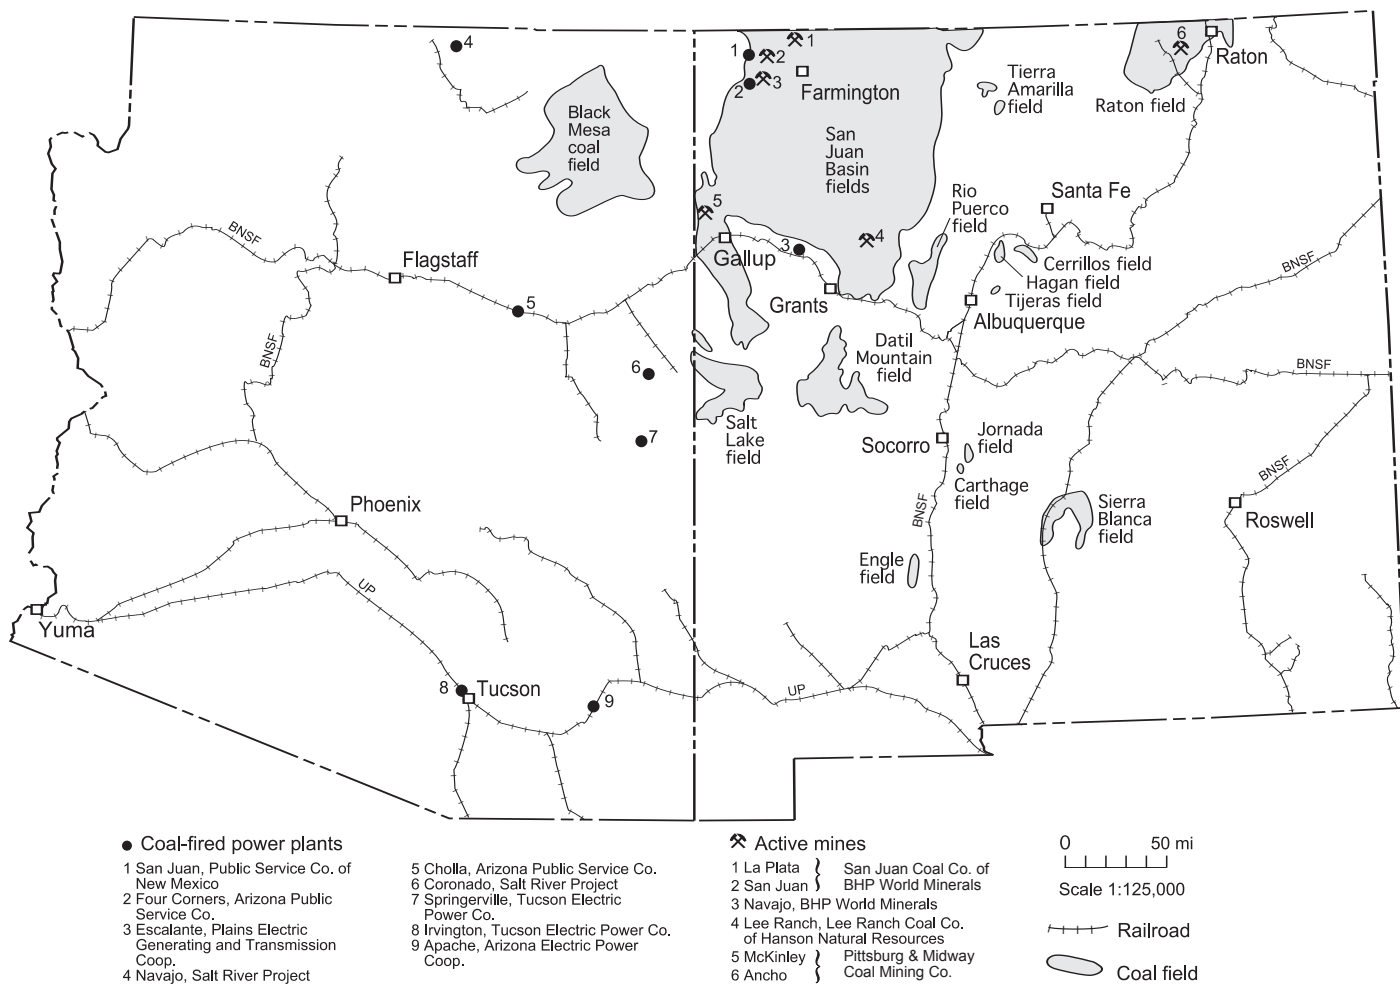 4
1
2
1
2
3
6
Raton
Farmington
Tierra
Amarilla
field
Raton field
Black
Mesa
coal
field
San
Juan
Basin
fields
5
Rio
Puerco
field
Santa Fe
BNSF
Flagstaff
Gallup
3
4
Cerrillos field
Hagan field
Tijeras field
BNSF
Grants
Albuquerque
5
BNSF
6
Datil
Mountain
field
BNSF
7
Salt
Lake
field
Socorro
Jornada
field
Carthage
field
BNSF
Phoenix
BNSF
Sierra
Blanca
field
Roswell
Engle
field
UP
Yuma
Las
Cruces
8
Tucson
9
UP
Coal-fired power plants
1 San Juan, Public Service Co. of
New Mexico
2 Four Corners, Arizona Public
Service Co.
3 Escalante, Plains Electric
Generating and Transmission
Coop.
4 Navajo, Salt River Project
5 Cholla, Arizona Public Service Co.
6 Coronado, Salt River Project
7 Springerville, Tucson Electric
Power Co.
8 Irvington, Tucson Electric Power Co.
9 Apache, Arizona Electric Power
Coop.
Active mines
1 La Plata } San Juan Coal Co. of
2 San Juan } BHP World Minerals
3 Navajo, BHP World Minerals
4 Lee Ranch, Lee Ranch Coal Co.
of Hanson Natural Resources
5 McKinley } Pittsburg & Midway
6 Ancho } Coal Mining Co.
0 50 mi
Scale 1:125,000
Railroad
Coal field